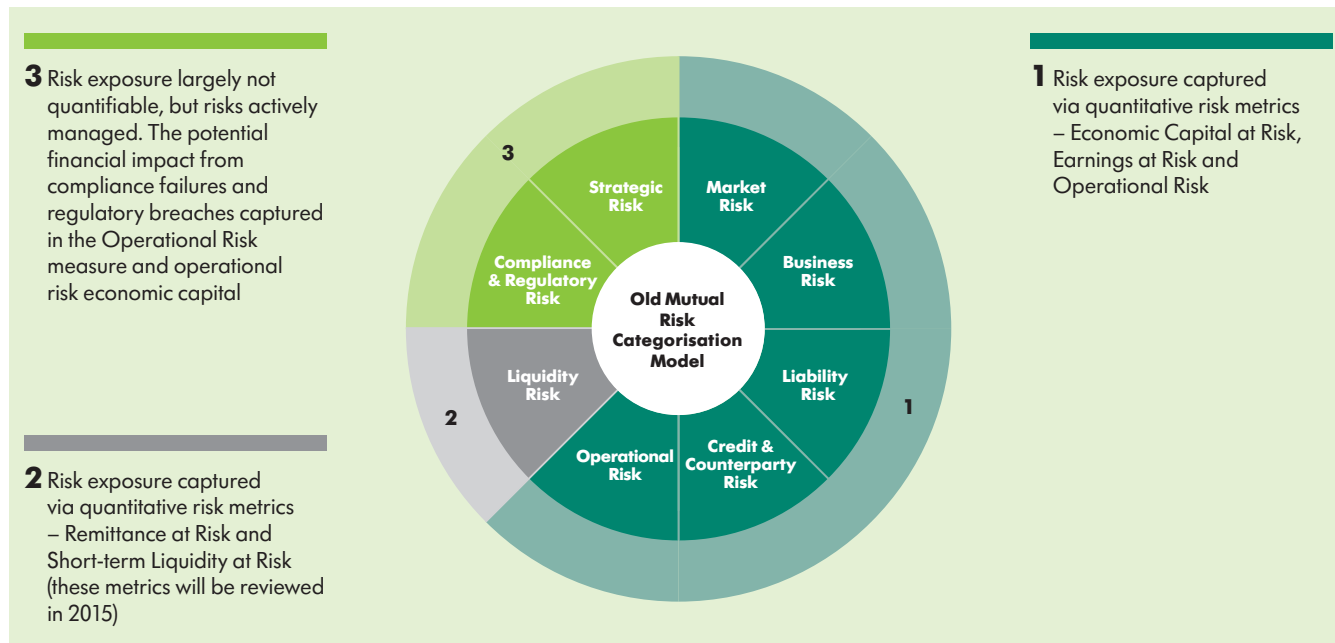 3 Risk exposure largely not
quantifiable, but risks actively
managed. The potential
financial impact from
compliance failures and
regulatory breaches captured
in the Operational Risk
measure and operational
risk economic capital
2 Risk exposure captured
via quantitative risk metrics
– Remittance at Risk and
Short-term Liquidity at Risk
(these metrics will be reviewed
in 2015)
3
Strategic
Risk
Market
Risk
Compliance
& Regulatory
Risk
Business
Risk
Old Mutual
Risk
Categorisation
Model
Liquidity
Risk
Liability
Risk
2
1
Operational
Risk
Credit &
Counterparty
Risk
1 Risk exposure captured
via quantitative risk metrics
– Economic Capital at Risk,
Earnings at Risk and
Operational Risk